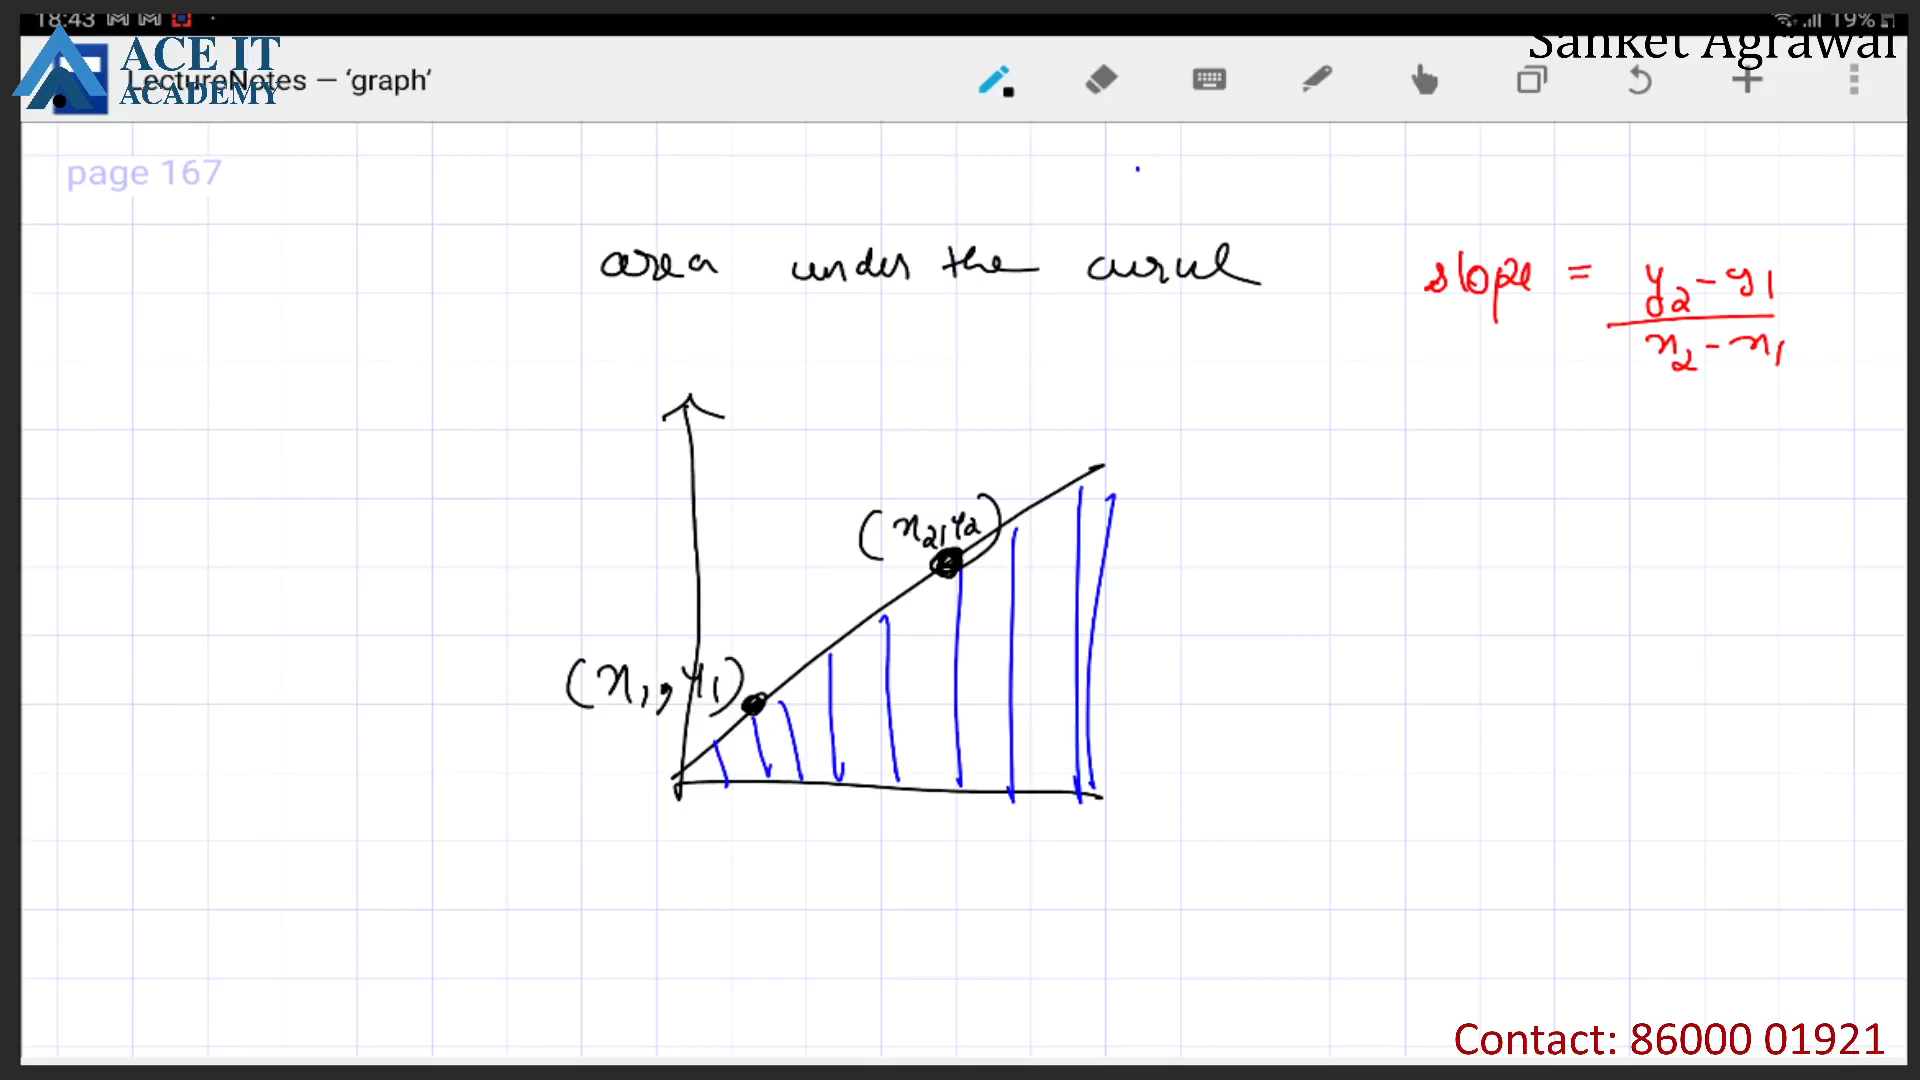 18:43 19%
Sanket Agrawal
ACE IT
ACADEMY
LectureNotes — ‘graph’
page 167
area under the curve
slope = y2-y1
x2-x1
(x2,y2)
(x1,y1)
Contact: 86000 01921